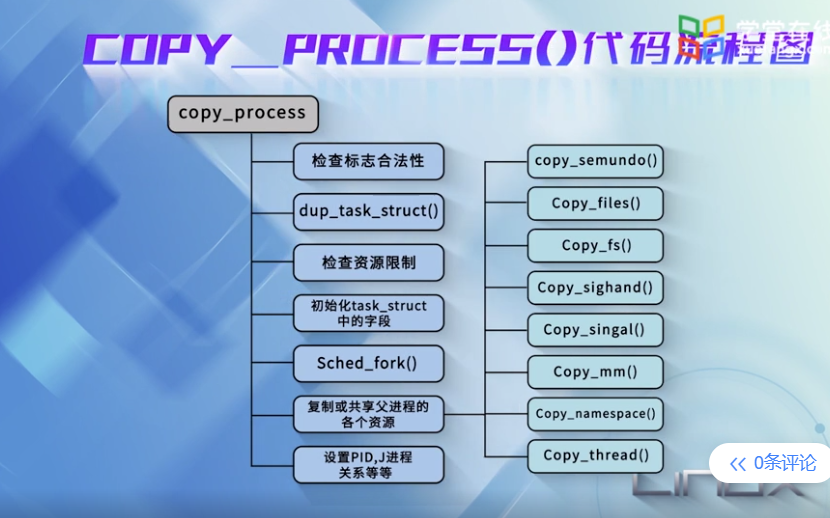 COPY_PROCESS()代码流程图
学堂在线
copy_process
检查标志合法性
dup_task_struct()
检查资源限制
初始化task_struct
中的字段
Sched_fork()
复制或共享父进程的
各个资源
设置PID,J进程
关系等等
copy_semundo()
Copy_files()
Copy_fs()
Copy_sighand()
Copy_singal()
Copy_mm()
Copy_namespace()
Copy_thread()
0条评论